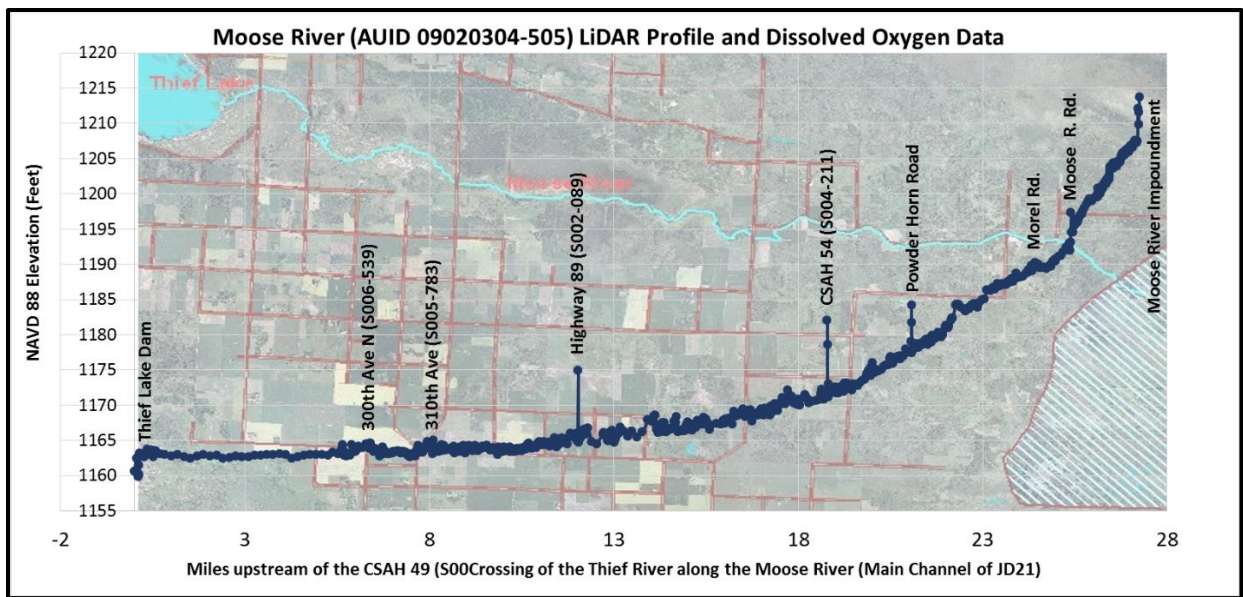 Moose River (AUID 09020304-505) LiDAR Profile and Dissolved Oxygen Data
NAVD 88 Elevation (Feet)
1220
1215
1210
1205
1200
1195
1190
1185
1180
1175
1170
1165
1160
1155
Thief Lake
Moose River
Thief Lake Dam
300th Ave N (S006-539)
310th Ave (S005-783)
Highway 89 (S002-089)
CSAH 54 (S004-211)
Powder Horn Road
Morel Rd.
Moose R. Rd.
Moose River Impoundment
-2 3 8 13 18 23 28
Miles upstream of the CSAH 49 (S00Crossing of the Thief River along the Moose River (Main Channel of JD21)